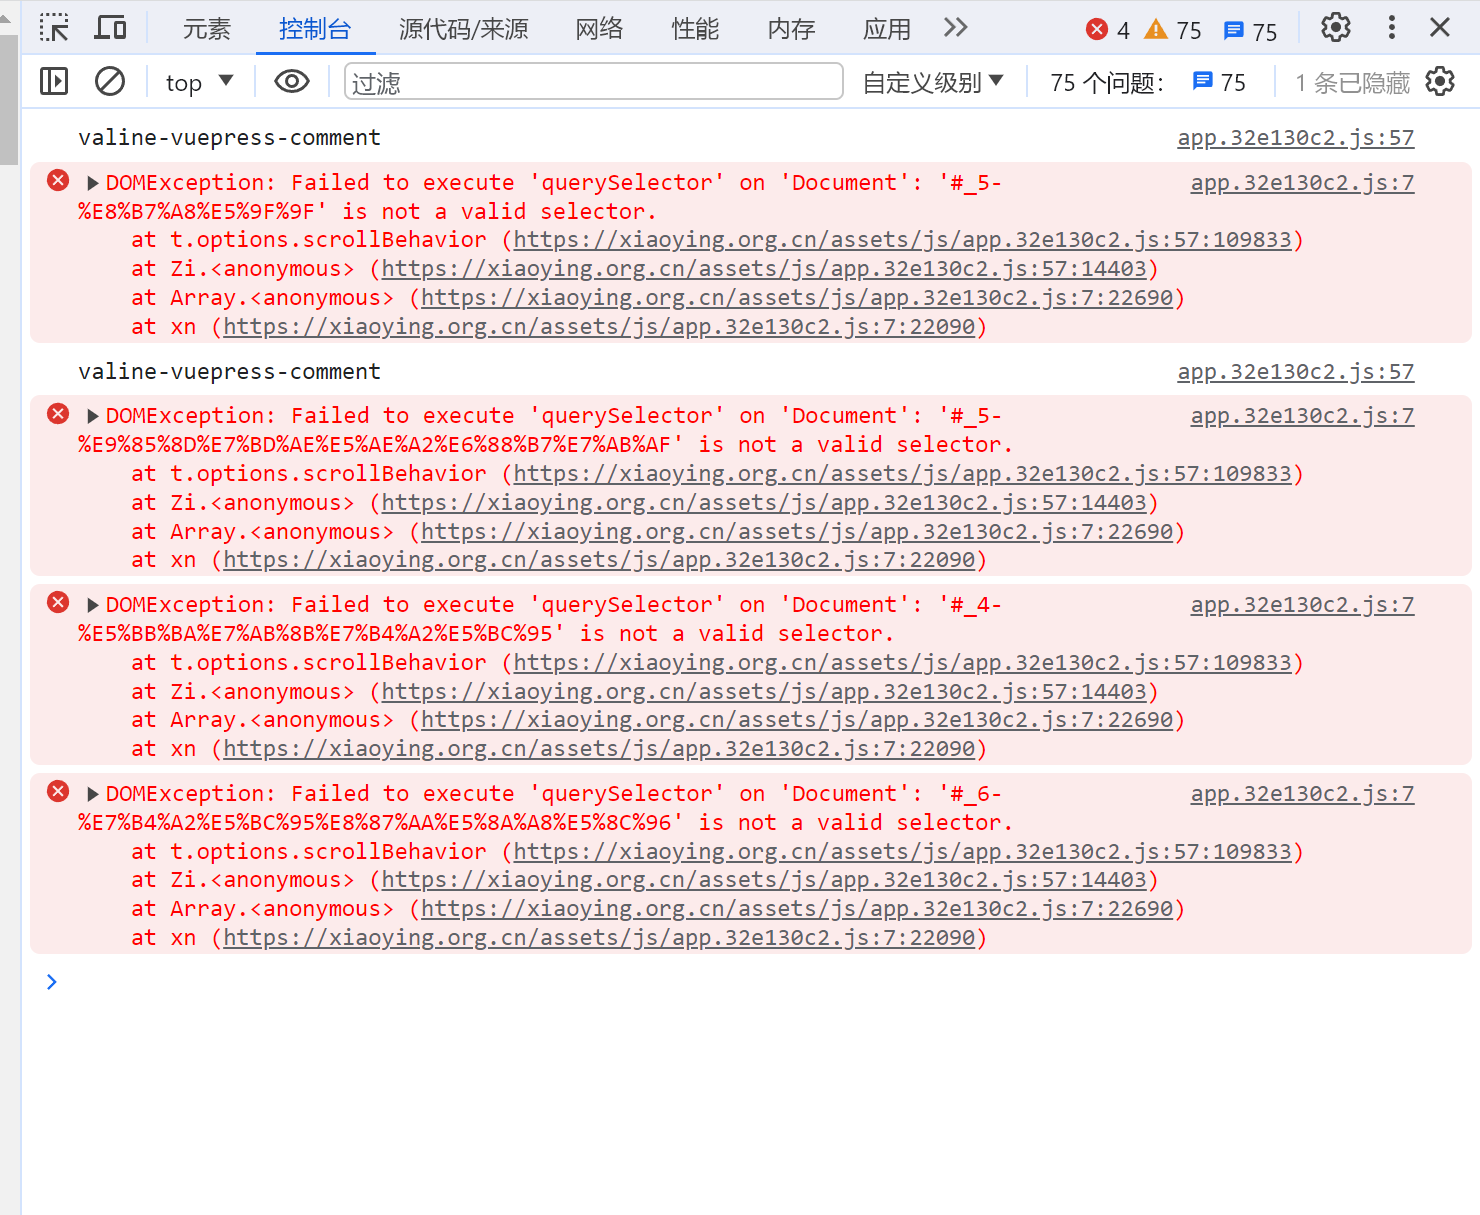 元素 控制台 源代码/来源 网络 性能 内存 应用 4 75 75
top 过滤 自定义级别 75 个问题： 75 1 条已隐藏
valine-vuepress-comment app.32e130c2.js:57
DOMException: Failed to execute 'querySelector' on 'Document': '#_5- app.32e130c2.js:7
%E8%B7%A8%E5%9F%9F' is not a valid selector.
at t.options.scrollBehavior (https://xiaoying.org.cn/assets/js/app.32e130c2.js:57:109833)
at Zi.<anonymous> (https://xiaoying.org.cn/assets/js/app.32e130c2.js:57:14403)
at Array.<anonymous> (https://xiaoying.org.cn/assets/js/app.32e130c2.js:7:22690)
at xn (https://xiaoying.org.cn/assets/js/app.32e130c2.js:7:22090)
valine-vuepress-comment app.32e130c2.js:57
DOMException: Failed to execute 'querySelector' on 'Document': '#_5- app.32e130c2.js:7
%E9%85%8D%E7%BD%AE%E5%AE%A2%E6%88%B7%E7%AB%AF' is not a valid selector.
at t.options.scrollBehavior (https://xiaoying.org.cn/assets/js/app.32e130c2.js:57:109833)
at Zi.<anonymous> (https://xiaoying.org.cn/assets/js/app.32e130c2.js:57:14403)
at Array.<anonymous> (https://xiaoying.org.cn/assets/js/app.32e130c2.js:7:22690)
at xn (https://xiaoying.org.cn/assets/js/app.32e130c2.js:7:22090)
DOMException: Failed to execute 'querySelector' on 'Document': '#_4- app.32e130c2.js:7
%E5%BB%BA%E7%AB%8B%E7%B4%A2%E5%BC%95' is not a valid selector.
at t.options.scrollBehavior (https://xiaoying.org.cn/assets/js/app.32e130c2.js:57:109833)
at Zi.<anonymous> (https://xiaoying.org.cn/assets/js/app.32e130c2.js:57:14403)
at Array.<anonymous> (https://xiaoying.org.cn/assets/js/app.32e130c2.js:7:22690)
at xn (https://xiaoying.org.cn/assets/js/app.32e130c2.js:7:22090)
DOMException: Failed to execute 'querySelector' on 'Document': '#_6- app.32e130c2.js:7
%E7%B4%A2%E5%BC%95%E8%87%AA%E5%8A%A8%E5%8C%96' is not a valid selector.
at t.options.scrollBehavior (https://xiaoying.org.cn/assets/js/app.32e130c2.js:57:109833)
at Zi.<anonymous> (https://xiaoying.org.cn/assets/js/app.32e130c2.js:57:14403)
at Array.<anonymous> (https://xiaoying.org.cn/assets/js/app.32e130c2.js:7:22690)
at xn (https://xiaoying.org.cn/assets/js/app.32e130c2.js:7:22090)